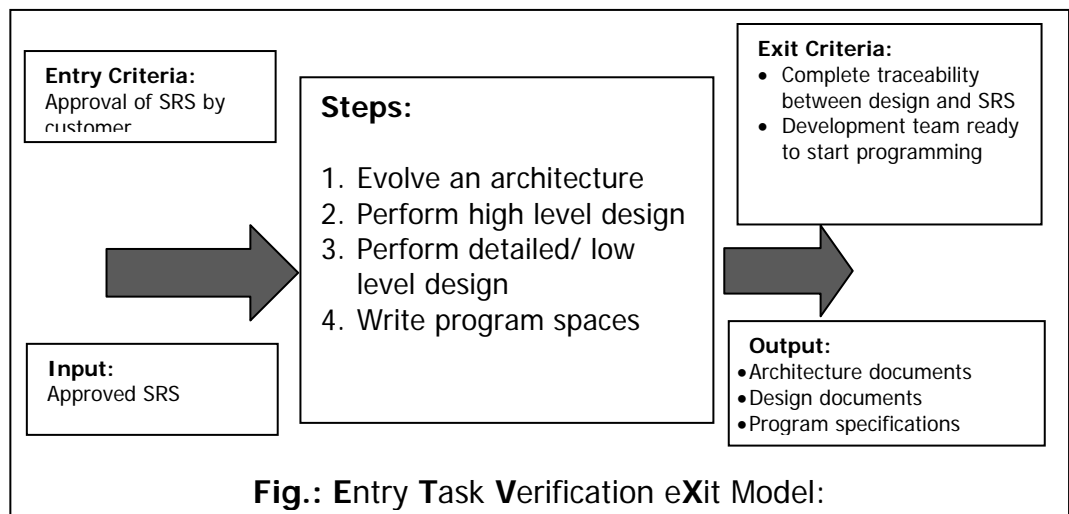 Entry Criteria:
Approval of SRS by
customer
Input:
Approved SRS
Steps:
1. Evolve an architecture
2. Perform high level design
3. Perform detailed/ low
level design
4. Write program spaces
Exit Criteria:
• Complete traceability
between design and SRS
• Development team ready
to start programming
Output:
•Architecture documents
•Design documents
•Program specifications
Fig.: Entry Task Verification eXit Model: